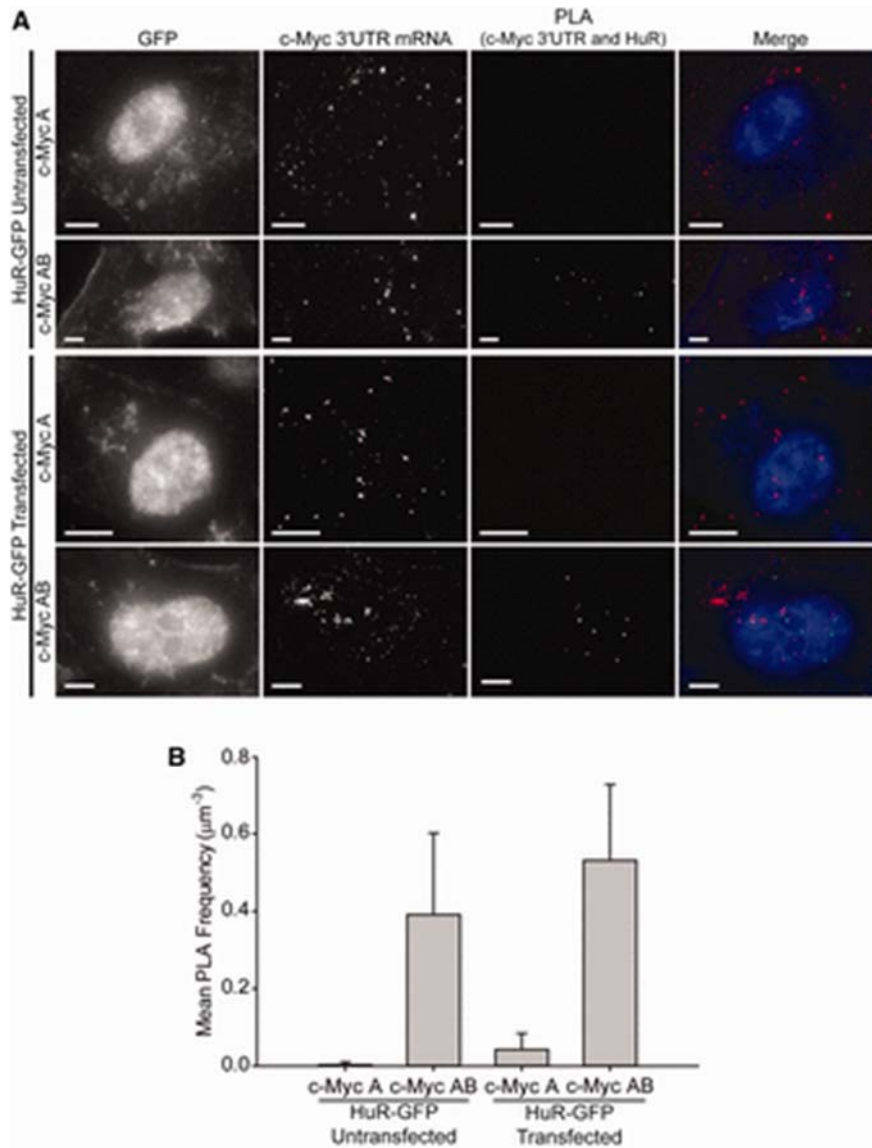 A
GFP
c-Myc 3'UTR mRNA
PLA
(c-Myc 3'UTR and HuR)
Merge
HuR-GFP Untransfected
c-Myc A
c-Myc AB
HuR-GFP Transfected
c-Myc A
c-Myc AB
B
Mean PLA Frequency (μm-3)
0.8
0.6
0.4
0.2
0.0
c-Myc A c-Myc AB c-Myc A c-Myc AB
HuR-GFP HuR-GFP
Untransfected Transfected